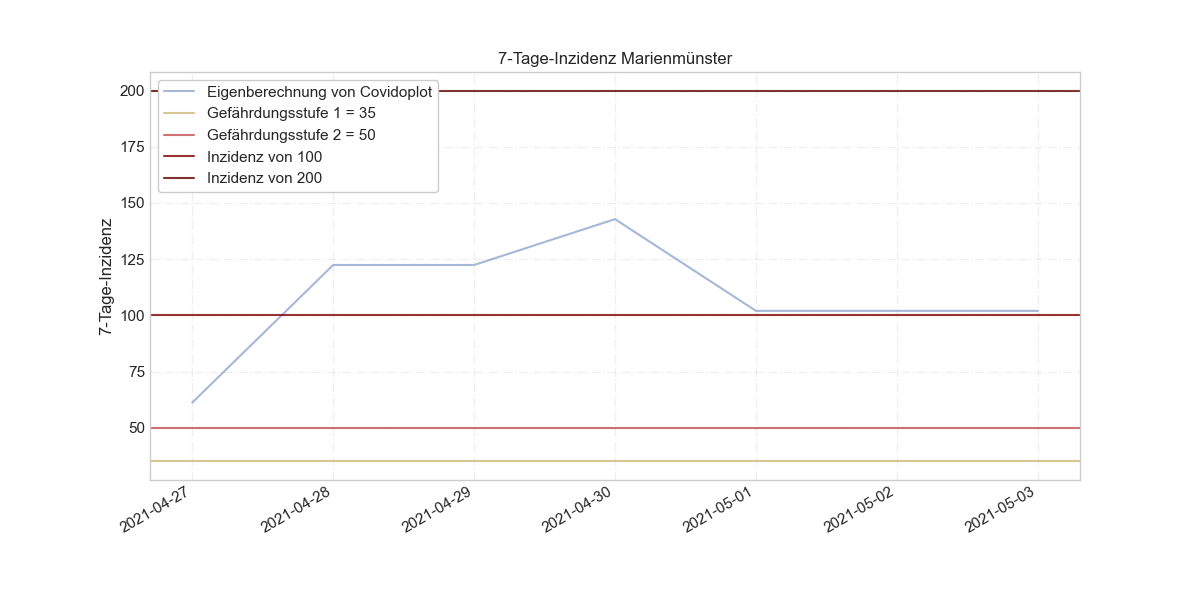 7-Tage-Inzidenz Marienmünster
Eigenberechnung von Covidoplot
Gefährdungsstufe 1 = 35
Gefährdungsstufe 2 = 50
Inzidenz von 100
Inzidenz von 200
7-Tage-Inzidenz
200
175
150
125
100
75
50
2021-04-27
2021-04-28
2021-04-29
2021-04-30
2021-05-01
2021-05-02
2021-05-03